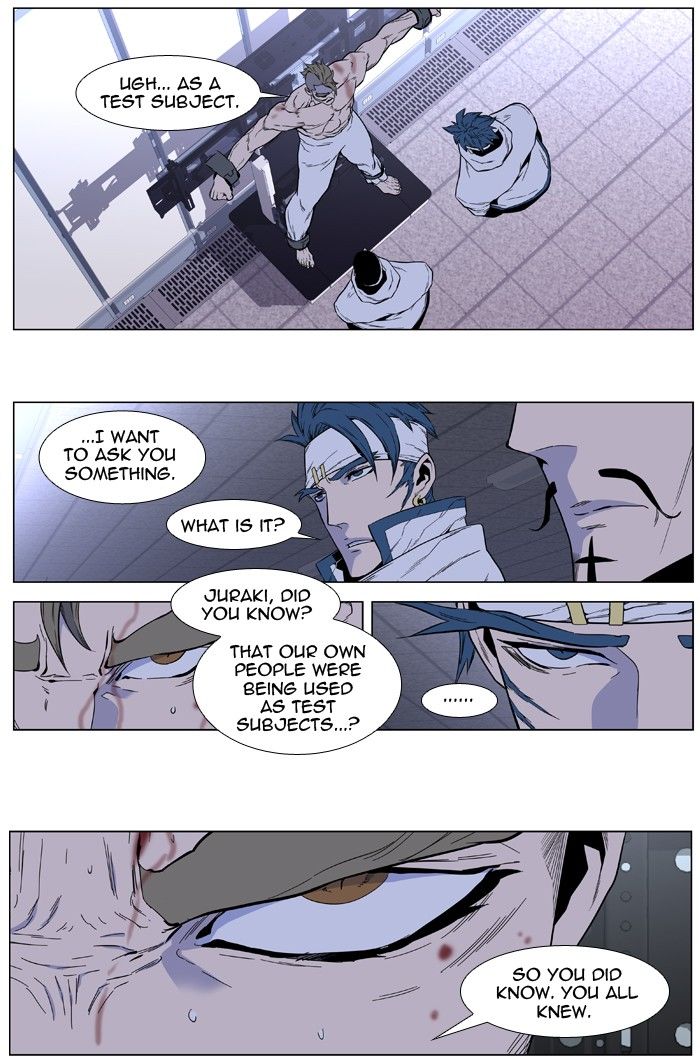 UGH... AS A
TEST SUBJECT.
...I WANT
TO ASK YOU
SOMETHING.
WHAT IS IT?
JURAKI, DID
YOU KNOW?
THAT OUR OWN
PEOPLE WERE
BEING USED
AS TEST
SUBJECTS...?
......
SO YOU DID
KNOW. YOU ALL
KNEW.